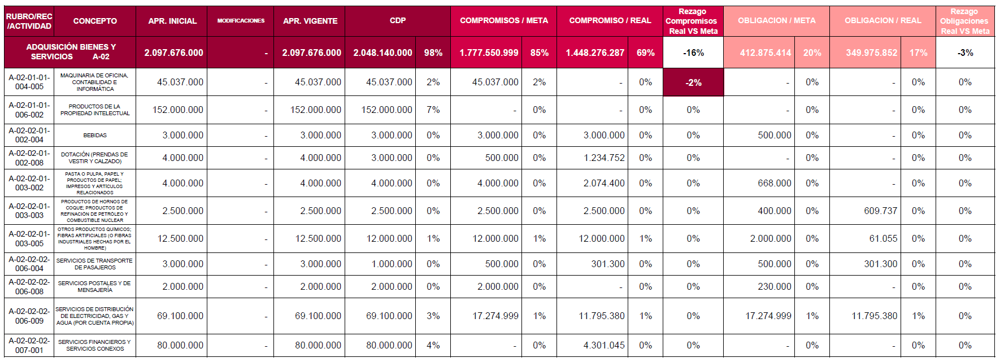 RUBRO/REC /ACTIVIDAD CONCEPTO APR. INICIAL MODIFICACIONES APR. VIGENTE CDP COMPROMISOS / META COMPROMISO / REAL Rezago Compromisos Real VS Meta OBLIGACION / META OBLIGACION / REAL Rezago Obligaciones Real VS Meta
ADQUISICIÓN BIENES Y SERVICIOS A-02 2.097.676.000 - 2.097.676.000 2.048.140.000 98% 1.777.550.999 85% 1.448.276.287 69% -16% 412.875.414 20% 349.975.852 17% -3%
A-02-01-01-004-005 MAQUINARIA DE OFICINA, CONTABILIDAD E INFORMÁTICA 45.037.000 - 45.037.000 45.037.000 2% 45.037.000 2% - 0% -2% - 0% - 0% 0%
A-02-01-01-006-002 PRODUCTOS DE LA PROPIEDAD INTELECTUAL 152.000.000 - 152.000.000 152.000.000 7% - 0% - 0% 0% - 0% - 0% 0%
A-02-02-01-002-004 BEBIDAS 3.000.000 - 3.000.000 3.000.000 0% 3.000.000 0% 3.000.000 0% 0% 500.000 0% - 0% 0%
A-02-02-01-002-008 DOTACIÓN (PRENDAS DE VESTIR Y CALZADO) 4.000.000 - 4.000.000 3.000.000 0% 500.000 0% 1.234.752 0% 0% - 0% - 0% 0%
A-02-02-01-003-002 PASTA O PULPA, PAPEL Y PRODUCTOS DE PAPEL; IMPRESOS Y ARTÍCULOS RELACIONADOS 4.000.000 - 4.000.000 4.000.000 0% 4.000.000 0% 2.074.400 0% 0% 668.000 0% - 0% 0%
A-02-02-01-003-003 PRODUCTOS DE HORNOS DE COQUE; PRODUCTOS DE REFINACIÓN DE PETRÓLEO Y COMBUSTIBLE NUCLEAR 2.500.000 - 2.500.000 2.500.000 0% 2.500.000 0% 2.500.000 0% 0% 400.000 0% 609.737 0% 0%
A-02-02-01-003-005 OTROS PRODUCTOS QUÍMICOS; FIBRAS ARTIFICIALES (O FIBRAS INDUSTRIALES HECHAS POR EL HOMBRE) 12.500.000 - 12.500.000 12.000.000 1% 12.000.000 1% 12.000.000 1% 0% 2.000.000 0% 61.055 0% 0%
A-02-02-02-006-004 SERVICIOS DE TRANSPORTE DE PASAJEROS 3.000.000 - 3.000.000 1.000.000 0% 500.000 0% 301.300 0% 0% 500.000 0% 301.300 0% 0%
A-02-02-02-006-008 SERVICIOS POSTALES Y DE MENSAJERÍA 2.000.000 - 2.000.000 2.000.000 0% 2.000.000 0% - 0% 0% 230.000 0% - 0% 0%
A-02-02-02-006-009 SERVICIOS DE DISTRIBUCIÓN DE ELECTRICIDAD, GAS Y AGUA (POR CUENTA PROPIA) 69.100.000 - 69.100.000 69.100.000 3% 17.274.999 1% 11.795.380 1% 0% 17.274.999 1% 11.795.380 1% 0%
A-02-02-02-007-001 SERVICIOS FINANCIEROS Y SERVICIOS CONEXOS 80.000.000 - 80.000.000 80.000.000 4% - 0% 4.301.045 0% 0% - 0% - 0% 0%